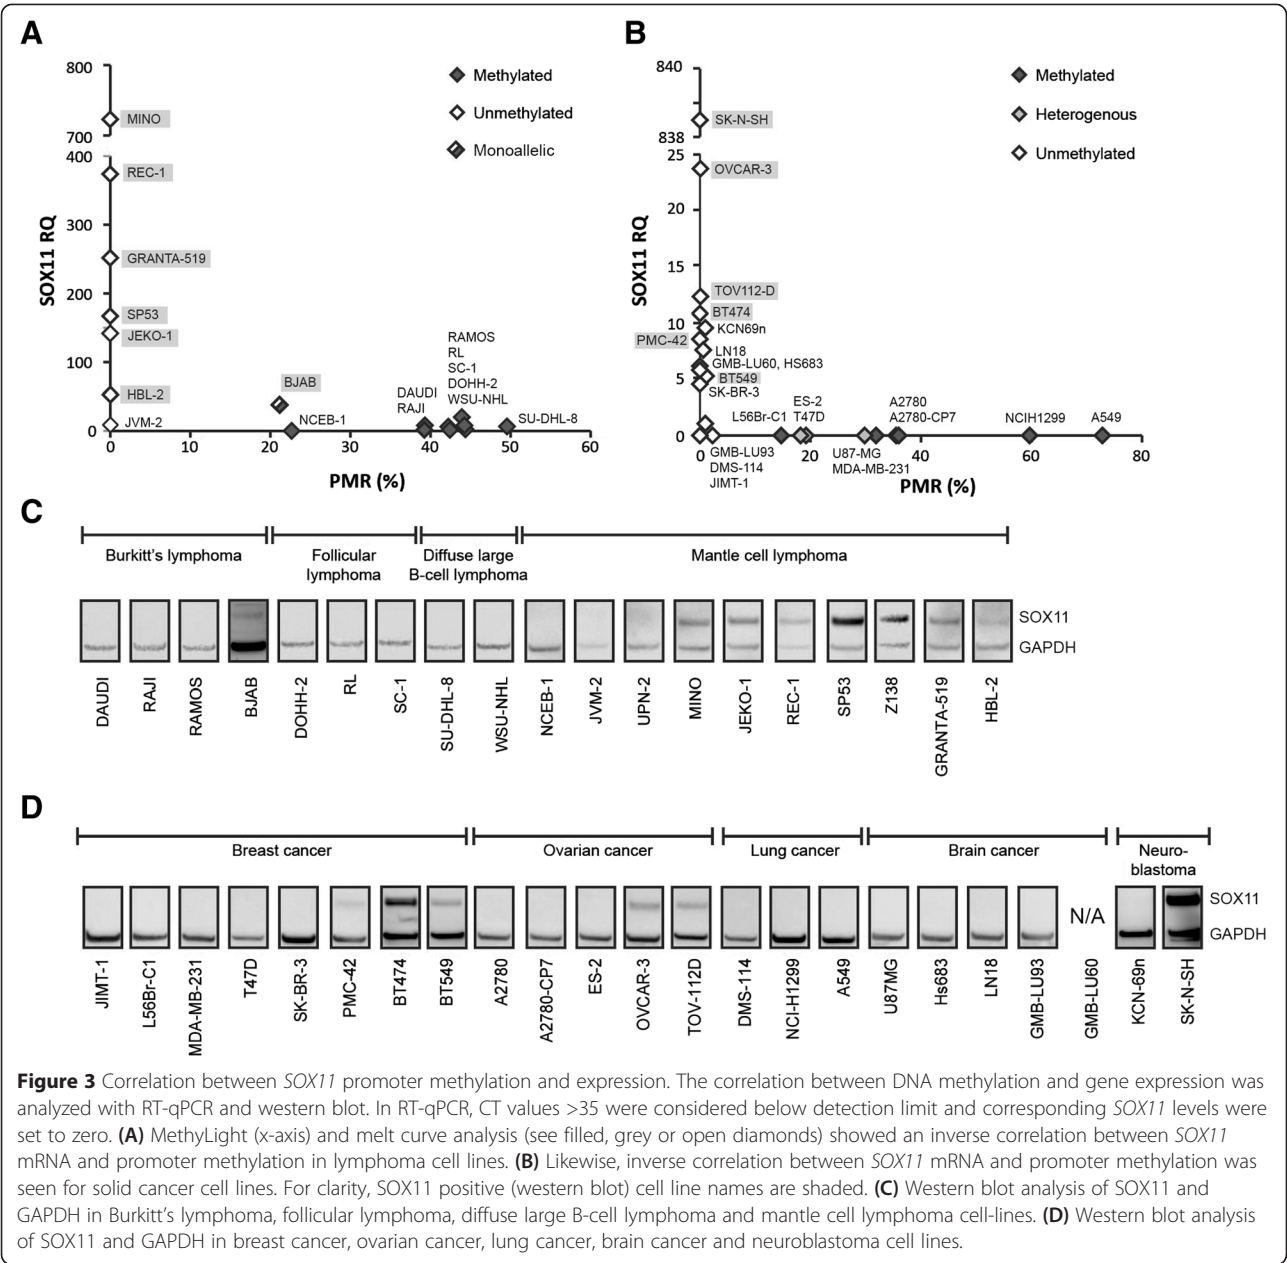 A
800
700
400
300
200
100
0
SOX11 RQ
MINO
REC-1
GRANTA-519
SP53
JEKO-1
HBL-2
JVM-2
BJAB
NCEB-1
DAUDI
RAJI
RAMOS
RL
SC-1
DOHH-2
WSU-NHL
SU-DHL-8
Methylated
Unmethylated
Monoallelic
0 10 20 30 40 50 60
PMR (%)
B
840
838
25
20
15
10
5
0
SOX11 RQ
SK-N-SH
OVCAR-3
TOV112-D
BT474
KCN69n
PMC-42
LN18
GMB-LU60, HS683
BT549
SK-BR-3
L56Br-C1
ES-2
T47D
A2780
A2780-CP7
NCIH1299
A549
GMB-LU93
DMS-114
JIMT-1
U87-MG
MDA-MB-231
Methylated
Heterogenous
Unmethylated
0 20 40 60 80
PMR (%)
C
Burkitt's lymphoma
Follicular
lymphoma
Diffuse large
B-cell lymphoma
Mantle cell lymphoma
SOX11
GAPDH
DAUDI
RAJI
RAMOS
BJAB
DOHH-2
RL
SC-1
SU-DHL-8
WSU-NHL
NCEB-1
JVM-2
UPN-2
MINO
JEKO-1
REC-1
SP53
Z138
GRANTA-519
HBL-2
D
Breast cancer
Ovarian cancer
Lung cancer
Brain cancer
Neuro-
blastoma
N/A
SOX11
GAPDH
JIMT-1
L56Br-C1
MDA-MB-231
T47D
SK-BR-3
PMC-42
BT474
BT549
A2780
A2780-CP7
ES-2
OVCAR-3
TOV-112D
DMS-114
NCI-H1299
A549
U87MG
Hs683
LN18
GMB-LU93
GMB-LU60
KCN-69n
SK-N-SH
Figure 3 Correlation between SOX11 promoter methylation and expression. The correlation between DNA methylation and gene expression was
analyzed with RT-qPCR and western blot. In RT-qPCR, CT values >35 were considered below detection limit and corresponding SOX11 levels were
set to zero. (A) MethyLight (x-axis) and melt curve analysis (see filled, grey or open diamonds) showed an inverse correlation between SOX11
mRNA and promoter methylation in lymphoma cell lines. (B) Likewise, inverse correlation between SOX11 mRNA and promoter methylation was
seen for solid cancer cell lines. For clarity, SOX11 positive (western blot) cell line names are shaded. (C) Western blot analysis of SOX11 and
GAPDH in Burkitt's lymphoma, follicular lymphoma, diffuse large B-cell lymphoma and mantle cell lymphoma cell-lines. (D) Western blot analysis
of SOX11 and GAPDH in breast cancer, ovarian cancer, lung cancer, brain cancer and neuroblastoma cell lines.